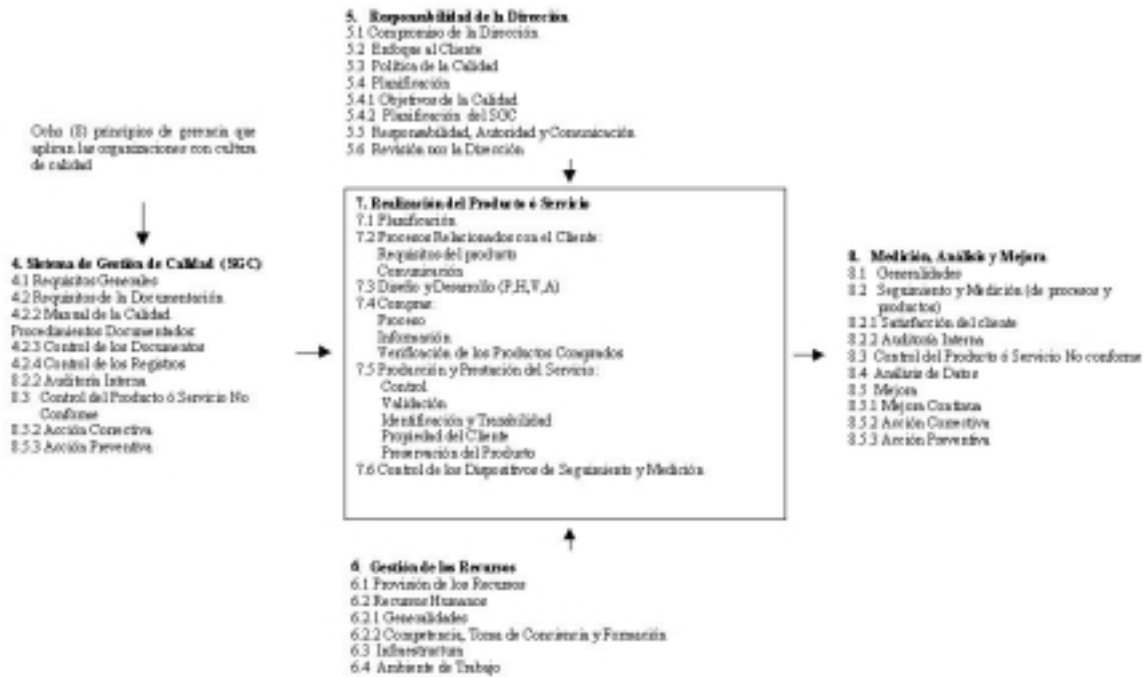 5. Responsabilidad de la Dirección
5.1 Compromiso de la Dirección
5.2 Enfoque al Cliente
5.3 Política de la Calidad
5.4 Planificación
5.4.1 Objetivos de la Calidad
5.4.2 Planificación del SGC
5.5 Responsabilidad, Autoridad y Comunicación
5.6 Revisión por la Dirección
Ocho (8) principios de gerencia que
aplican las organizaciones con cultura
de calidad
4. Sistema de Gestión de Calidad (SGC)
4.1 Requisitos Generales
4.2 Requisitos de la Documentación
4.2.2 Manual de la Calidad
Procedimientos Documentados
4.2.3 Control de los Documentos
4.2.4 Control de los Registros
8.2.2 Auditoría Interna
8.3 Control del Producto ó Servicio No
Conforme
8.5.2 Acción Correctiva
8.5.3 Acción Preventiva
7. Realización del Producto ó Servicio
7.1 Planificación
7.2 Procesos Relacionados con el Cliente:
Requisitos del producto
Comunicación
7.3 Diseño y Desarrollo (P,H,V,A)
7.4 Compras:
Proceso
Información
Verificación de los Productos Comprados
7.5 Producción y Prestación del Servicio:
Control
Validación
Identificación y Trazabilidad
Propiedad del Cliente
Preservación del Producto
7.6 Control de los Dispositivos de Seguimiento y Medición
8. Medición, Análisis y Mejora
8.1 Generalidades
8.2 Seguimiento y Medición (de procesos y
productos)
8.2.1 Satisfacción del cliente
8.2.2 Auditoría Interna
8.3 Control del Producto ó Servicio No conforme
8.4 Análisis de Datos
8.5 Mejora
8.5.1 Mejora Continua
8.5.2 Acción Correctiva
8.5.3 Acción Preventiva
6. Gestión de los Recursos
6.1 Provisión de los Recursos
6.2 Recursos Humanos
6.2.1 Generalidades
6.2.2 Competencia, Toma de Conciencia y Formación
6.3 Infraestructura
6.4 Ambiente de Trabajo